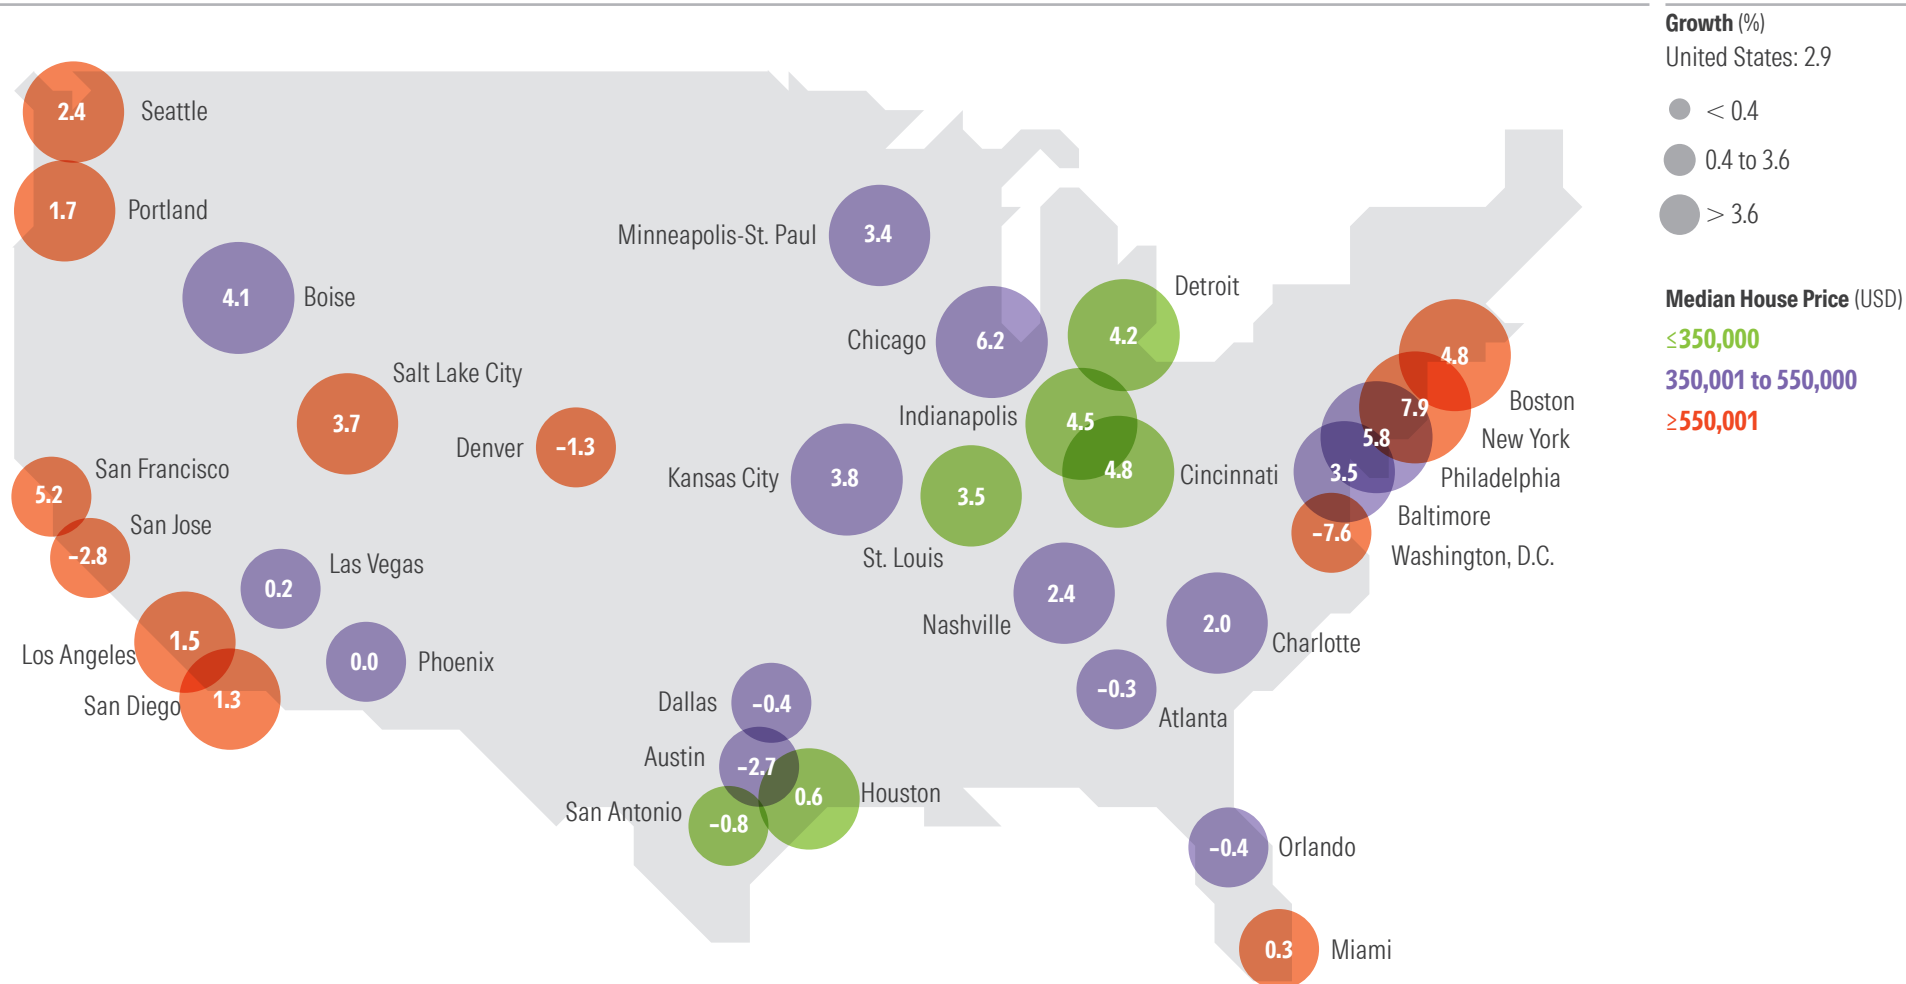 Growth (%)
United States: 2.9
< 0.4
0.4 to 3.6
> 3.6
Median House Price (USD)
≤350,000
350,001 to 550,000
≥550,001
2.4 Seattle
1.7 Portland
4.1 Boise
Minneapolis-St. Paul 3.4
Detroit
4.2
Chicago 6.2
4.8
Boston
Salt Lake City
3.7
Denver –1.3
Indianapolis 4.5
7.9
New York
5.8
Philadelphia
3.5
Baltimore
–7.6
Washington, D.C.
4.8 Cincinnati
Kansas City 3.8
3.5
St. Louis
San Francisco
5.2
San Jose
–2.8
Las Vegas
0.2
Los Angeles 1.5
San Diego 1.3
0.0 Phoenix
2.4
Nashville
2.0
Charlotte
–0.3
Atlanta
Dallas –0.4
Austin –2.7
San Antonio –0.8
0.6 Houston
–0.4 Orlando
0.3 Miami